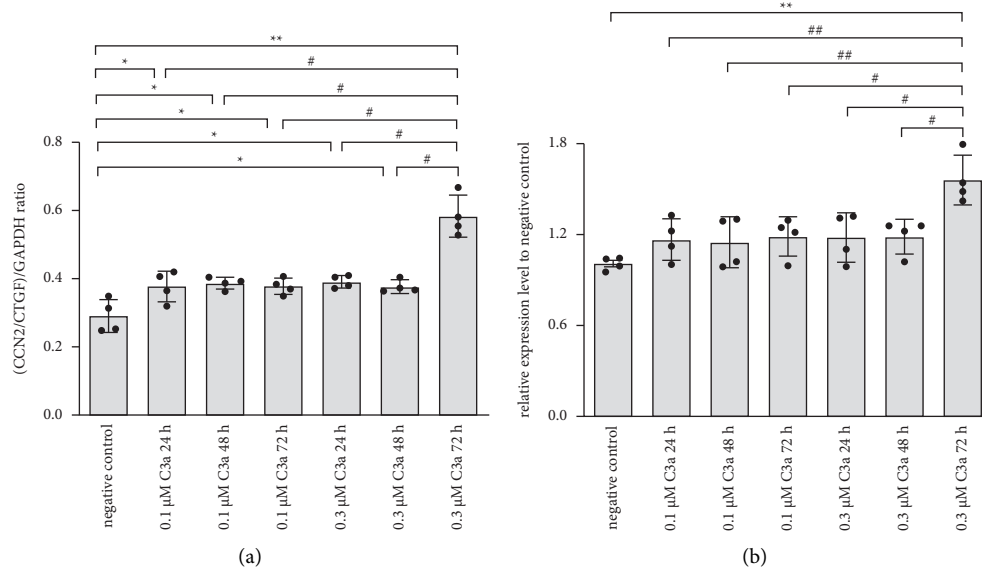 **
*
#
*
#
*
#
*
#
*
#
(CCN2/CTGF)/GAPDH ratio
0.8
0.6
0.4
0.2
0.0
negative control
0.1 μM C3a 24 h
0.1 μM C3a 48 h
0.1 μM C3a 72 h
0.3 μM C3a 24 h
0.3 μM C3a 48 h
0.3 μM C3a 72 h
(a)
**
##
##
#
#
#
relative expression level to negative control
1.8
1.2
0.6
0.0
negative control
0.1 μM C3a 24 h
0.1 μM C3a 48 h
0.1 μM C3a 72 h
0.3 μM C3a 24 h
0.3 μM C3a 48 h
0.3 μM C3a 72 h
(b)